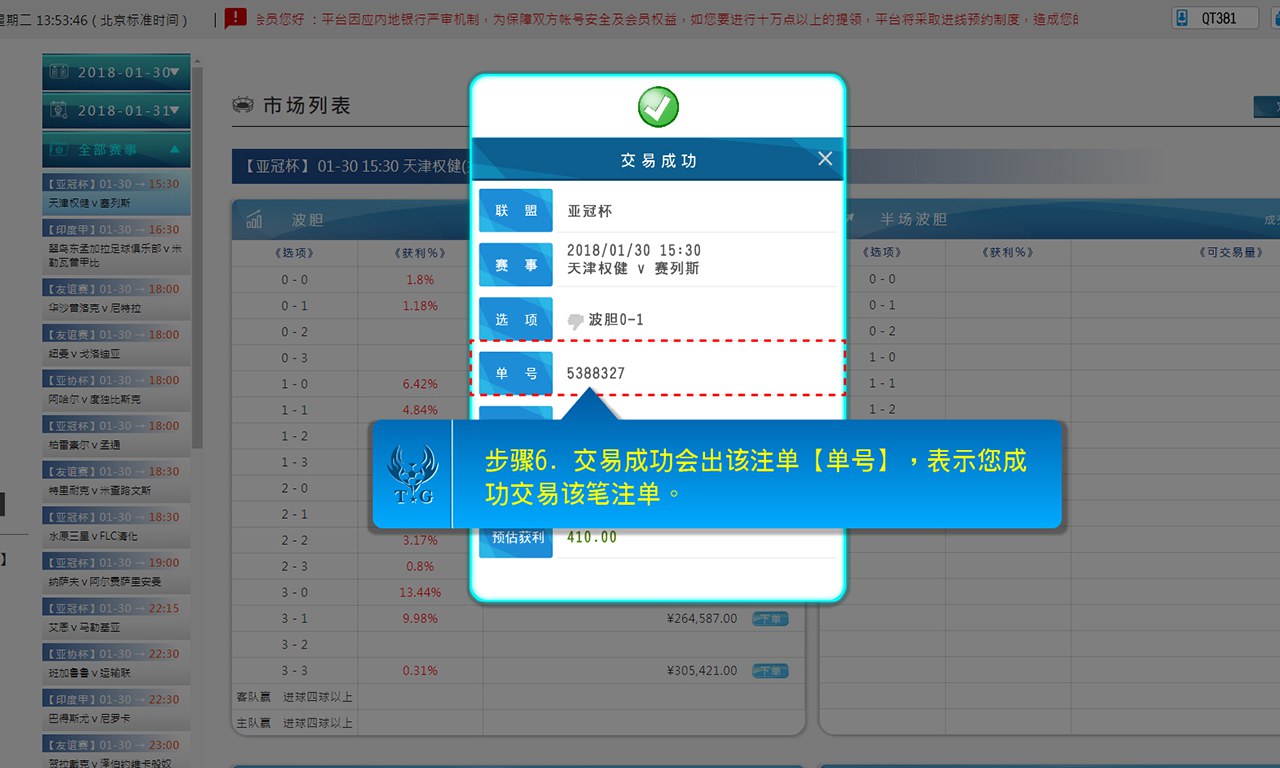 星期二 13:53:46 ( 北京标准时间 )
会员您好 ：平台因应内地银行严审机制，为保障双方帐号安全及会员权益，如您要进行十万点以上的提领，平台将采取进线预约制度，造成您的
QT381
2018-01-30▼
2018-01-31▼
全部赛事
【亚冠杯】01-30 → 15:30
天津权健 v 塞列斯
【印度甲】01-30 → 16:30
翠鸟东孟加拉足球俱乐部 v 米
勒瓦普甲比
【友谊赛】01-30 → 18:00
华沙普洛克 v 尼特拉
【友谊赛】01-30 → 18:00
纽曼 v 戈洛迪亚
【亚协杯】01-30 → 18:00
阿哈尔 v 度独比斯克
【亚冠杯】01-30 → 18:00
柏雷素尔 v 孟通
【友谊赛】01-30 → 18:30
特里耐克 v 米查路文斯
【亚冠杯】01-30 → 18:30
水原三星 v FLC清化
【亚冠杯】01-30 → 19:00
纳萨夫 v 阿尔费萨里安曼
【亚冠杯】01-30 → 22:15
艾恩 v 马勒基亚
【亚协杯】01-30 → 22:30
班加鲁鲁 v 运输联
【印度甲】01-30 → 22:30
巴得斯尤 v 尼罗卡
【友谊赛】01-30 → 23:00
贺拉戴克 v 泽伯约维卡股奴
市场列表
【亚冠杯】01-30 15:30 天津权健(
波胆
《选项》 《获利%》
0 - 0 1.8%
0 - 1 1.18%
0 - 2
0 - 3
1 - 0 6.42%
1 - 1 4.84%
1 - 2
1 - 3
2 - 0
2 - 1
2 - 2 3.17%
2 - 3 0.8%
3 - 0 13.44%
3 - 1 9.98% ¥264,587.00 下单
3 - 2
3 - 3 0.31% ¥305,421.00 下单
客队赢 进球四球以上
主队赢 进球四球以上
半场波胆
《选项》 《获利%》 《可交易量》
0 - 0
0 - 1
0 - 2
1 - 0
1 - 1
1 - 2
交易成功
联 盟 亚冠杯
赛 事 2018/01/30 15:30
天津权健 v 赛列斯
选 项 波胆0-1
单 号 5388327
步骤6. 交易成功会出该注单【单号】，表示您成
功交易该笔注单。
TG
预估获利 410.00